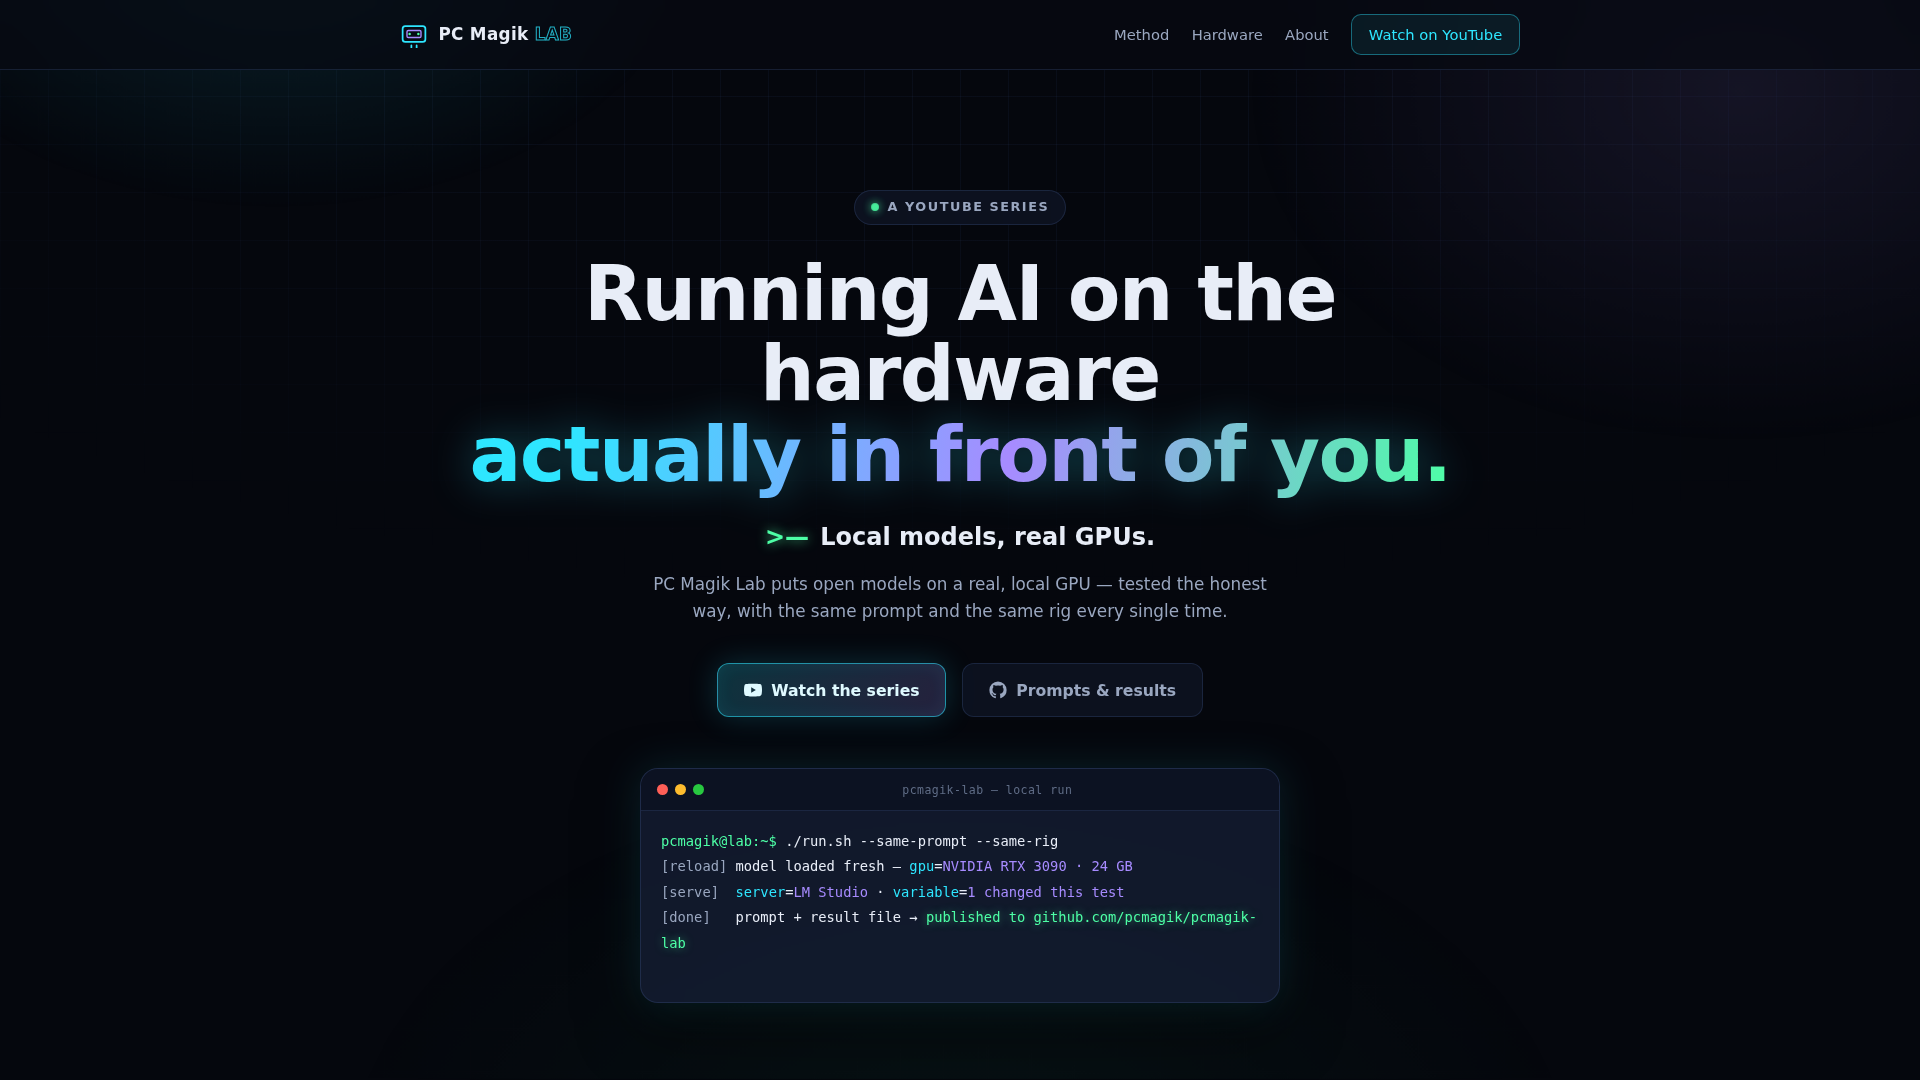 PC Magik LAB
Method
Hardware
About
Watch on YouTube
A YOUTUBE SERIES
Running AI on the
hardware
actually in front of you.
>— Local models, real GPUs.
PC Magik Lab puts open models on a real, local GPU — tested the honest
way, with the same prompt and the same rig every single time.
Watch the series
Prompts & results
pcmagik-lab — local run
pcmagik@lab:~$ ./run.sh --same-prompt --same-rig
[reload] model loaded fresh — gpu=NVIDIA RTX 3090 · 24 GB
[serve]  server=LM Studio · variable=1 changed this test
[done]   prompt + result file → published to github.com/pcmagik/pcmagik-
lab